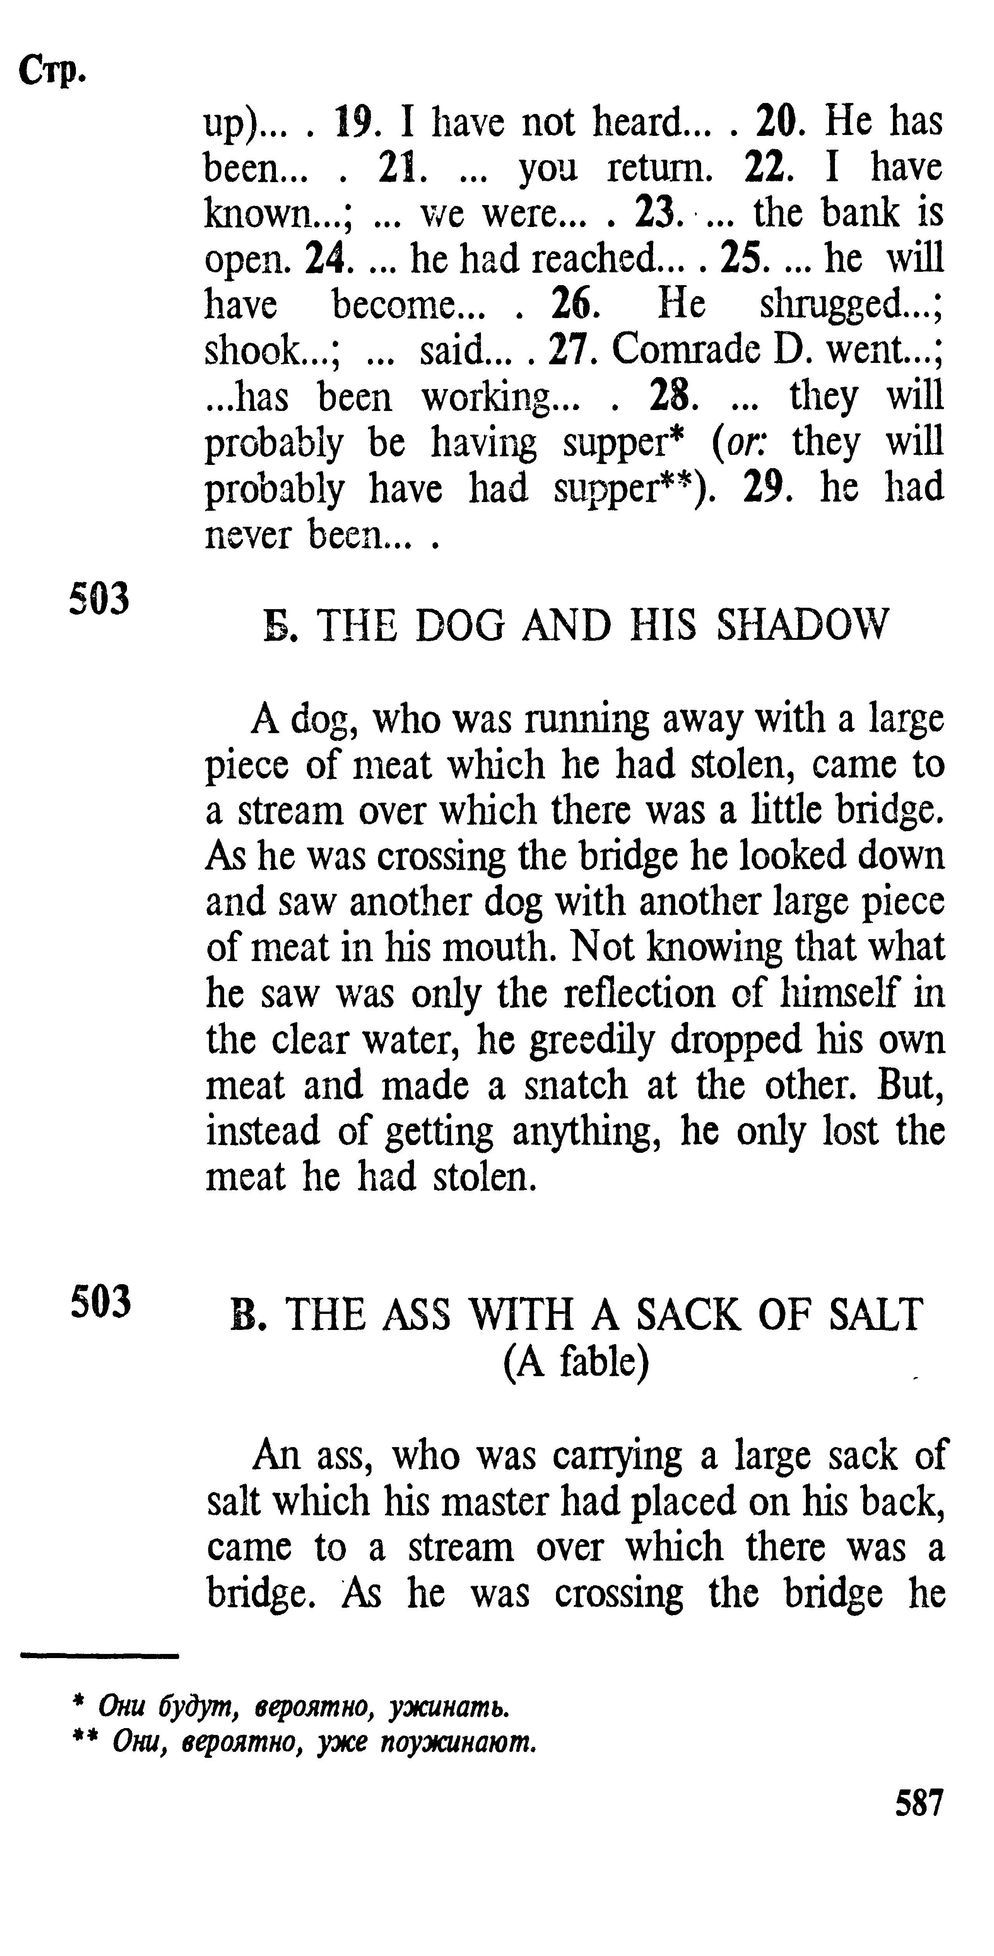 Стр.
up)... . 19. I have not heard... . 20. He has
been... . 21. ... you return. 22. I have
known...; ... we were... . 23. ... the bank is
open. 24. ... he had reached... . 25. ... he will
have become... . 26. He shrugged...;
shook...; ... said... . 27. Comrade D. went...;
...has been working... . 28. ... they will
probably be having supper* (or: they will
probably have had supper**). 29. he had
never been... .
503
Б. THE DOG AND HIS SHADOW
A dog, who was running away with a large
piece of meat which he had stolen, came to
a stream over which there was a little bridge.
As he was crossing the bridge he looked down
and saw another dog with another large piece
of meat in his mouth. Not knowing that what
he saw was only the reflection of himself in
the clear water, he greedily dropped his own
meat and made a snatch at the other. But,
instead of getting anything, he only lost the
meat he had stolen.
503
В. THE ASS WITH A SACK OF SALT
(A fable)
An ass, who was carrying a large sack of
salt which his master had placed on his back,
came to a stream over which there was a
bridge. As he was crossing the bridge he
* Они будут, вероятно, ужинать.
** Они, вероятно, уже поужинают.
587